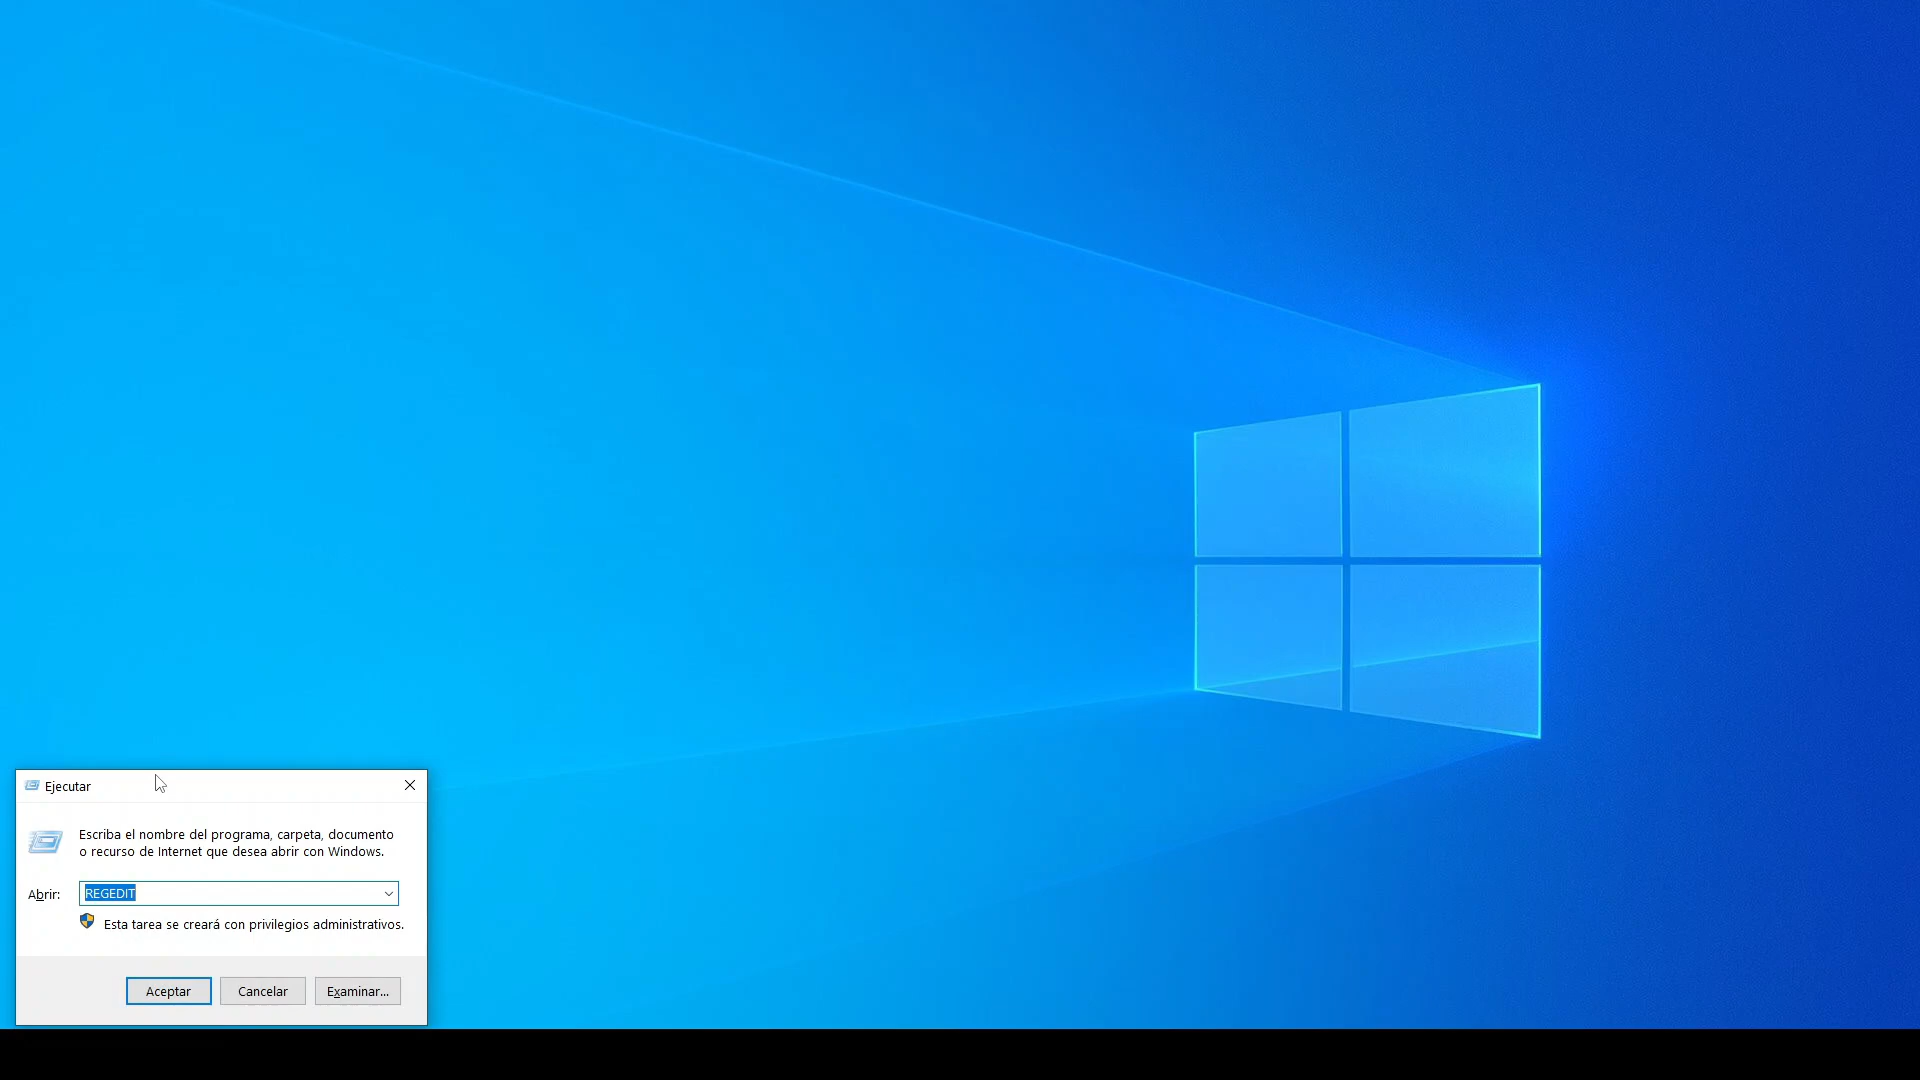 Ejecutar
Escriba el nombre del programa, carpeta, documento
o recurso de Internet que desea abrir con Windows.
Abrir: REGEDIT
Esta tarea se creará con privilegios administrativos.
Aceptar Cancelar Examinar...